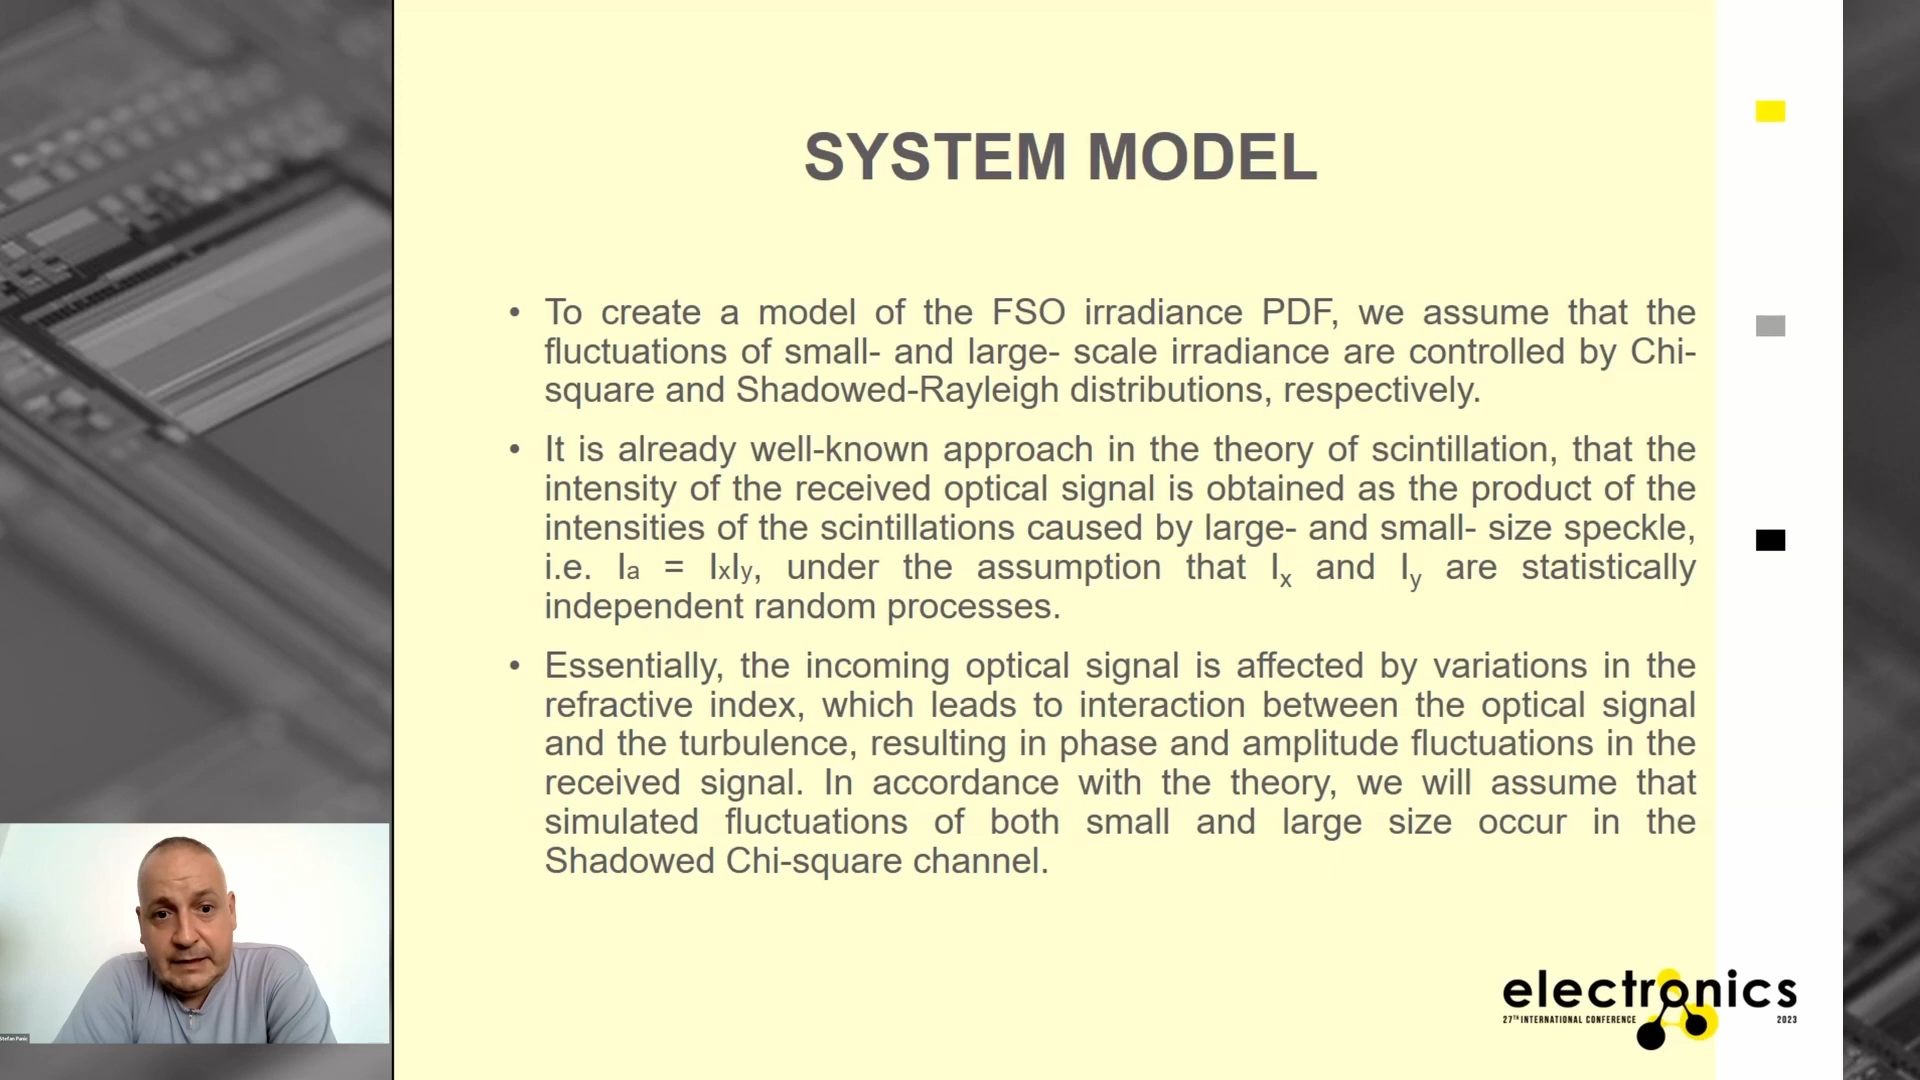 SYSTEM MODEL
• To create a model of the FSO irradiance PDF, we assume that the
fluctuations of small- and large- scale irradiance are controlled by Chi-
square and Shadowed-Rayleigh distributions, respectively.
• It is already well-known approach in the theory of scintillation, that the
intensity of the received optical signal is obtained as the product of the
intensities of the scintillations caused by large- and small- size speckle,
i.e. Ia = IxIy, under the assumption that Ix and Iy are statistically
independent random processes.
• Essentially, the incoming optical signal is affected by variations in the
refractive index, which leads to interaction between the optical signal
and the turbulence, resulting in phase and amplitude fluctuations in the
received signal. In accordance with the theory, we will assume that
simulated fluctuations of both small and large size occur in the
Shadowed Chi-square channel.
electronics
27TH INTERNATIONAL CONFERENCE 2023
Stefan Panic